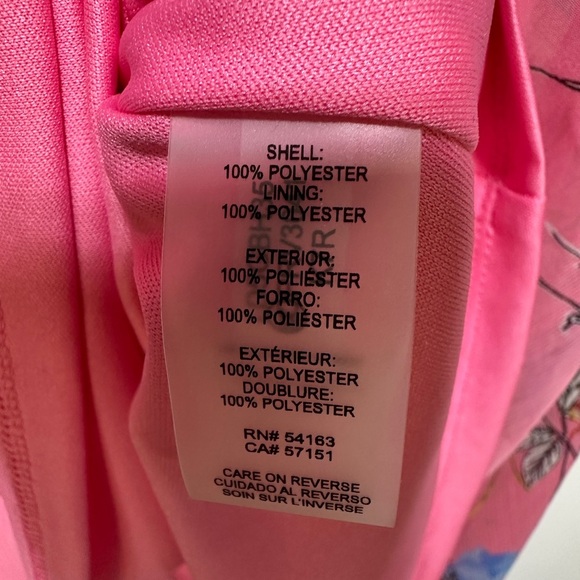 SHELL:
100% POLYESTER
LINING:
100% POLYESTER
EXTERIOR:
100% POLIÉSTER
FORRO:
100% POLIÉSTER
EXTÉRIEUR:
100% POLYESTER
DOUBLURE:
100% POLYESTER
RN# 54163
CA# 57151
CARE ON REVERSE
CUIDADO AL REVERSO
SOIN SUR L'INVERSE